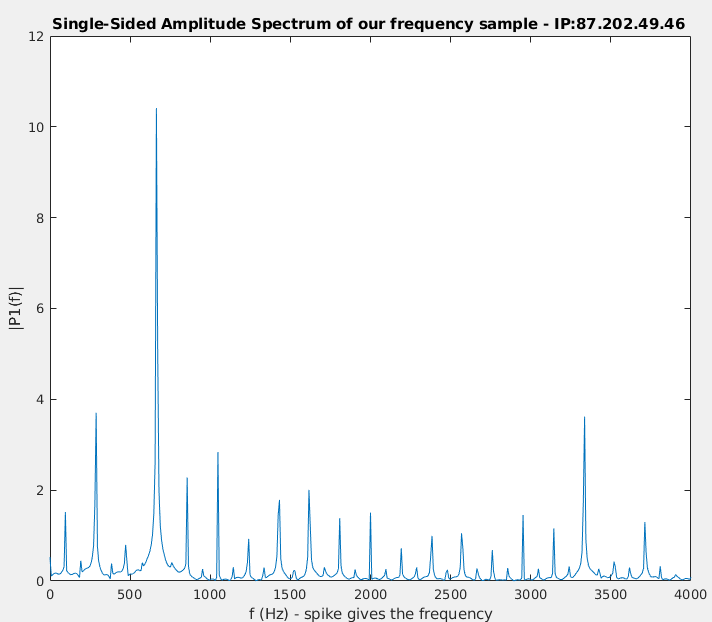 Single-Sided Amplitude Spectrum of our frequency sample - IP:87.202.49.46
12
10
8
6
4
2
0
|P1(f)|
0 500 1000 1500 2000 2500 3000 3500 4000
f (Hz) - spike gives the frequency